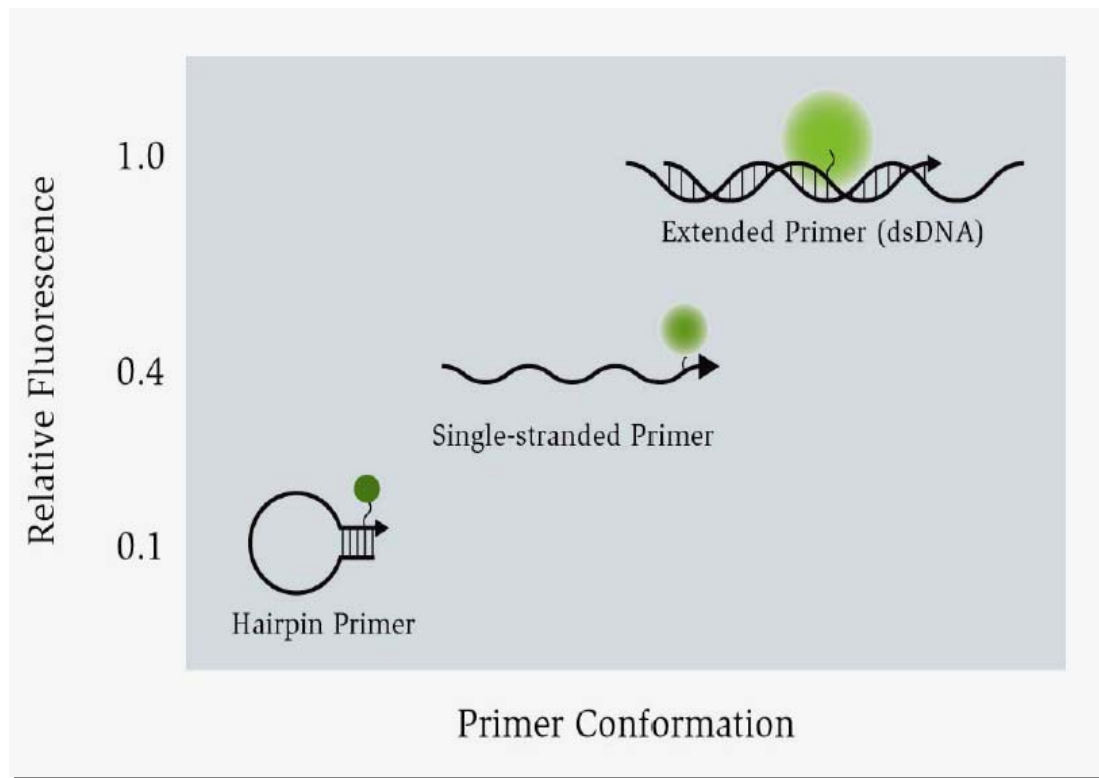 Relative Fluorescence
1.0
Extended Primer (dsDNA)
0.4
Single-stranded Primer
0.1
Hairpin Primer
Primer Conformation